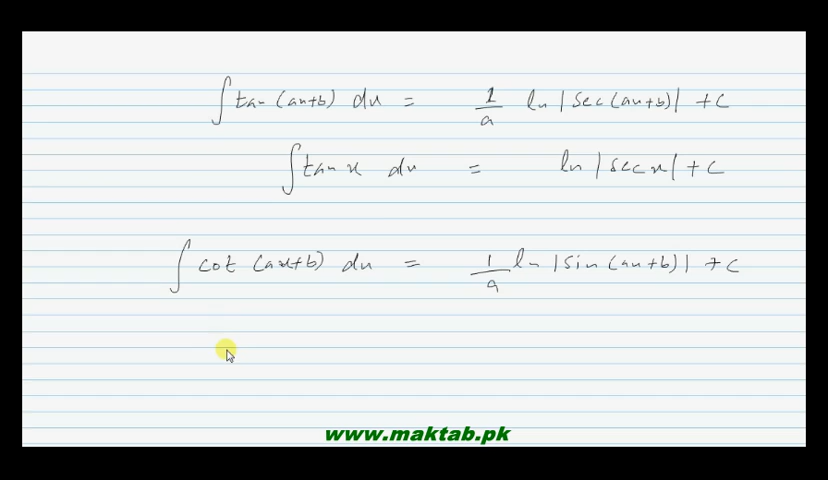 ∫ tan (ax+b) dx = 1/a ln |sec(ax+b)| + c
∫ tan x dx = ln |sec x| + c
∫ cot (ax+b) dx = 1/a ln |sin (ax+b)| + c
www.maktab.pk